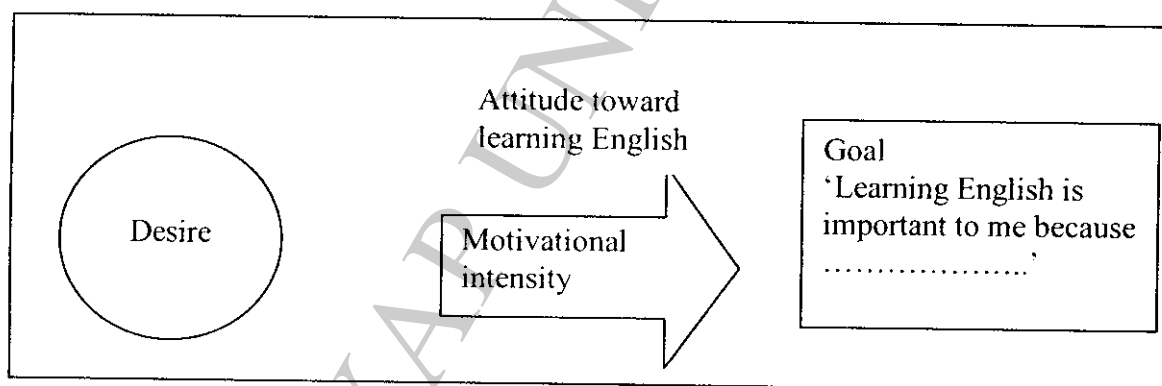 Desire
Attitude toward
learning English
Motivational
intensity
Goal
‘Learning English is
important to me because
………………….’